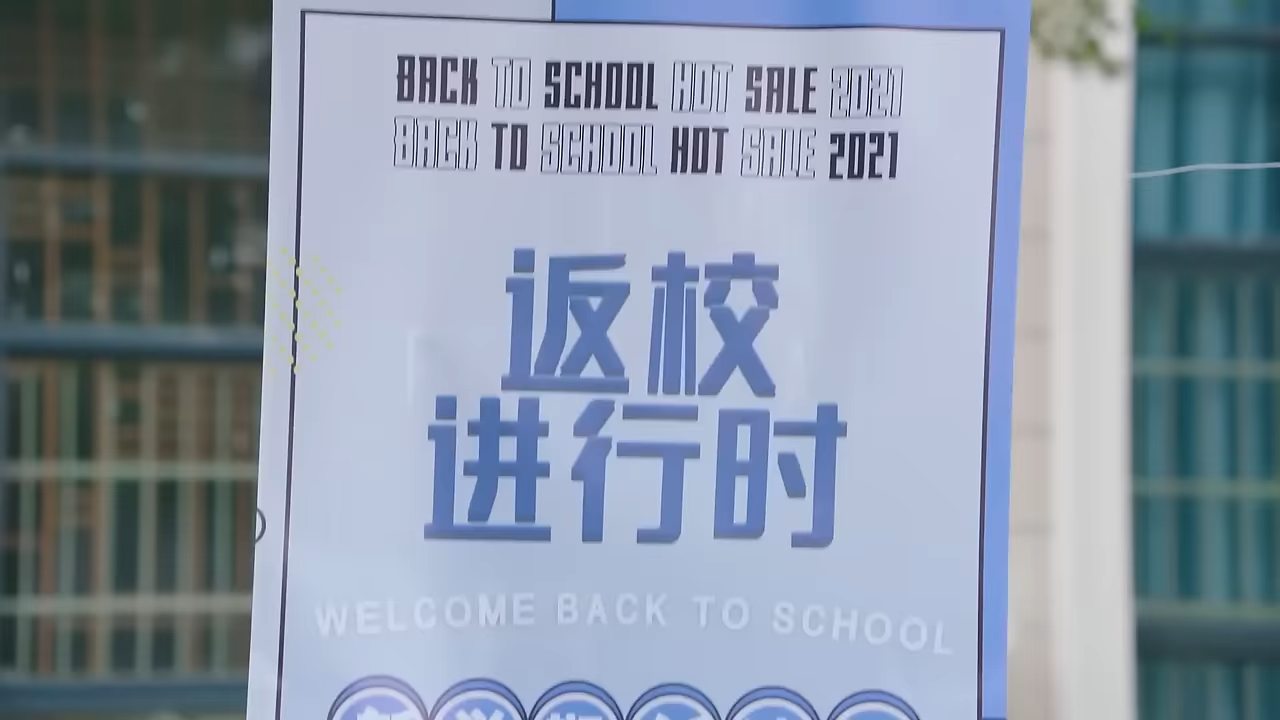 BACK TO SCHOOL HOT SALE 2021
BACK TO SCHOOL HOT SALE 2021
返校
进行时
WELCOME BACK TO SCHOOL